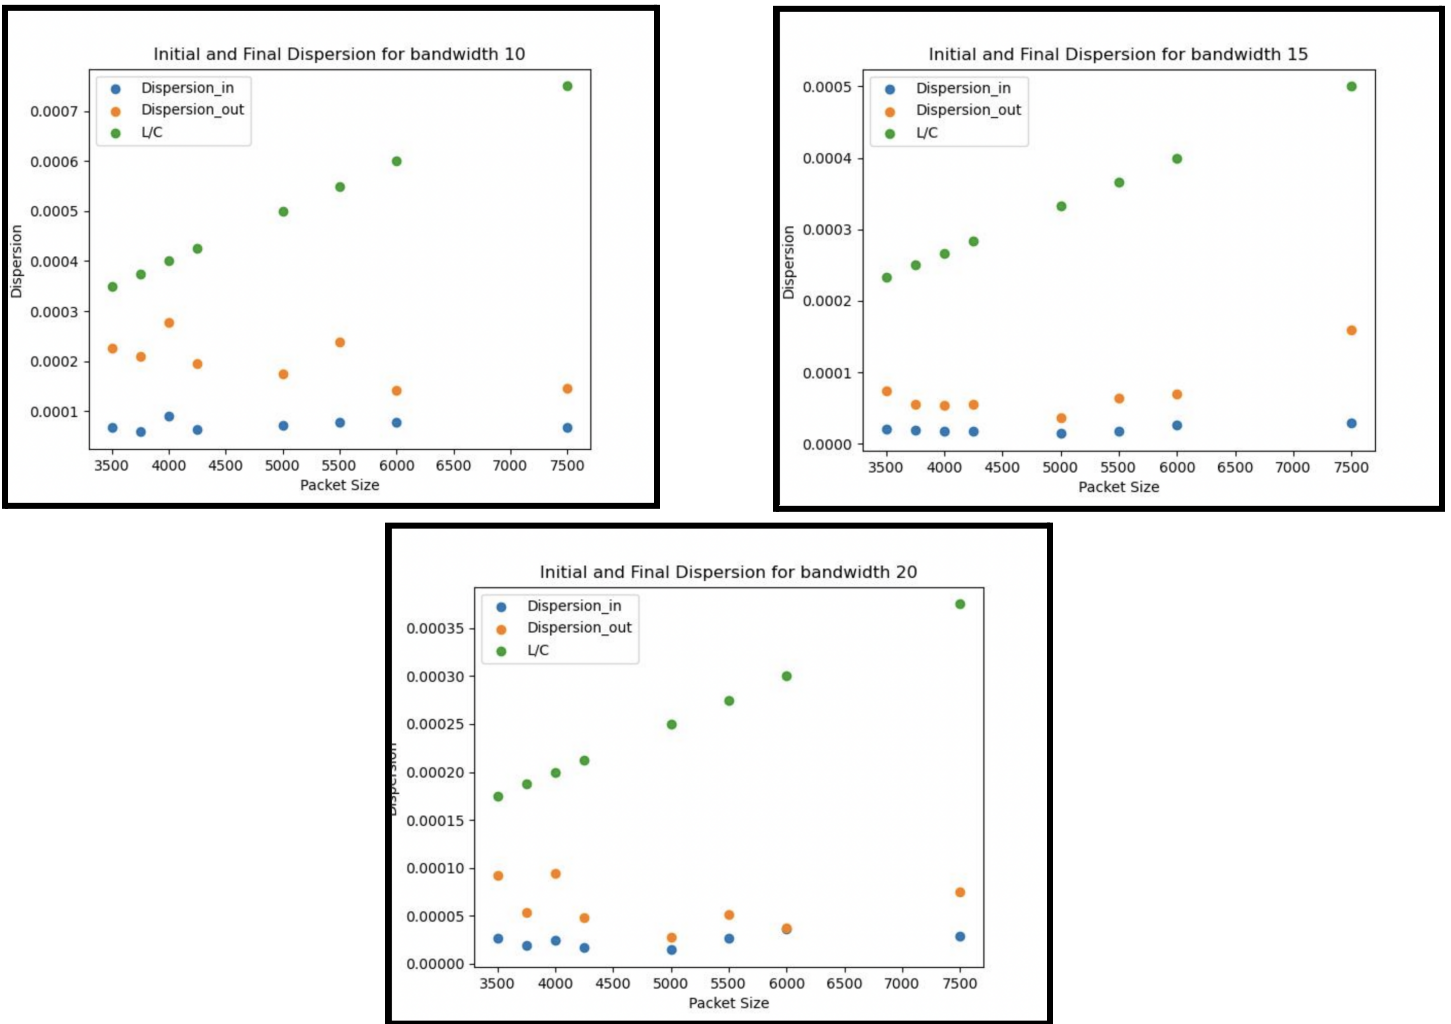 Initial and Final Dispersion for bandwidth 10
Dispersion_in
Dispersion_out
L/C
0.0007
0.0006
0.0005
0.0004
0.0003
0.0002
0.0001
Dispersion
3500 4000 4500 5000 5500 6000 6500 7000 7500
Packet Size
Initial and Final Dispersion for bandwidth 15
Dispersion_in
Dispersion_out
L/C
0.0005
0.0004
0.0003
0.0002
0.0001
0.0000
Dispersion
3500 4000 4500 5000 5500 6000 6500 7000 7500
Packet Size
Initial and Final Dispersion for bandwidth 20
Dispersion_in
Dispersion_out
L/C
0.00035
0.00030
0.00025
0.00020
0.00015
0.00010
0.00005
0.00000
Dispersion
3500 4000 4500 5000 5500 6000 6500 7000 7500
Packet Size